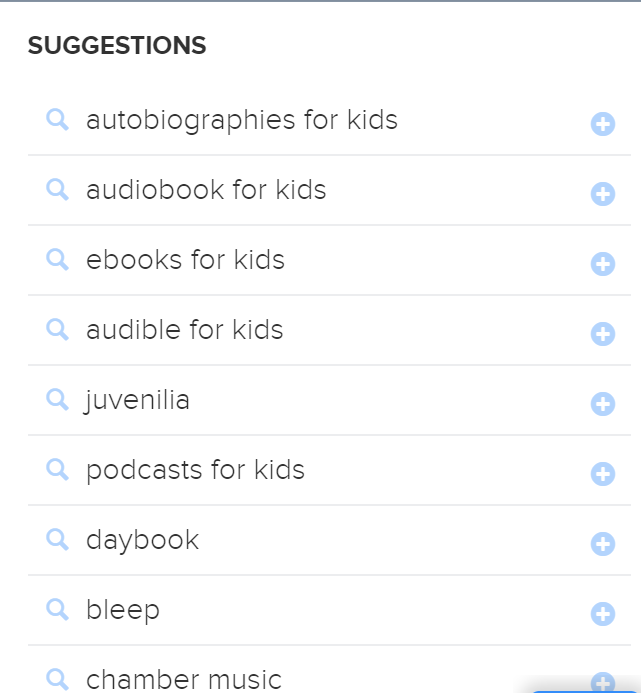 SUGGESTIONS
autobiographies for kids
audiobook for kids
ebooks for kids
audible for kids
juvenilia
podcasts for kids
daybook
bleep
chamber music